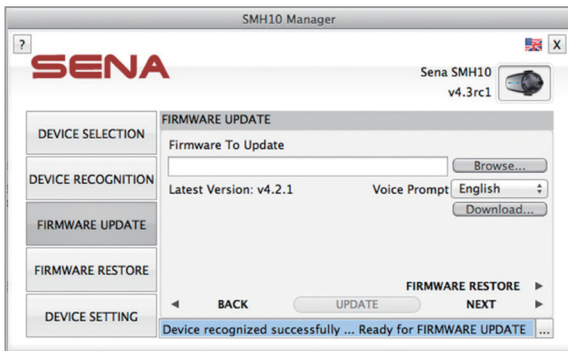 SMH10 Manager
?
X
SENA
Sena SMH10
v4.3rc1
DEVICE SELECTION
DEVICE RECOGNITION
FIRMWARE UPDATE
FIRMWARE RESTORE
DEVICE SETTING
FIRMWARE UPDATE
Firmware To Update
Browse...
Latest Version: v4.2.1
Voice Prompt English
Download...
FIRMWARE RESTORE ▶
◀ BACK UPDATE NEXT ▶
Device recognized successfully ... Ready for FIRMWARE UPDATE ...